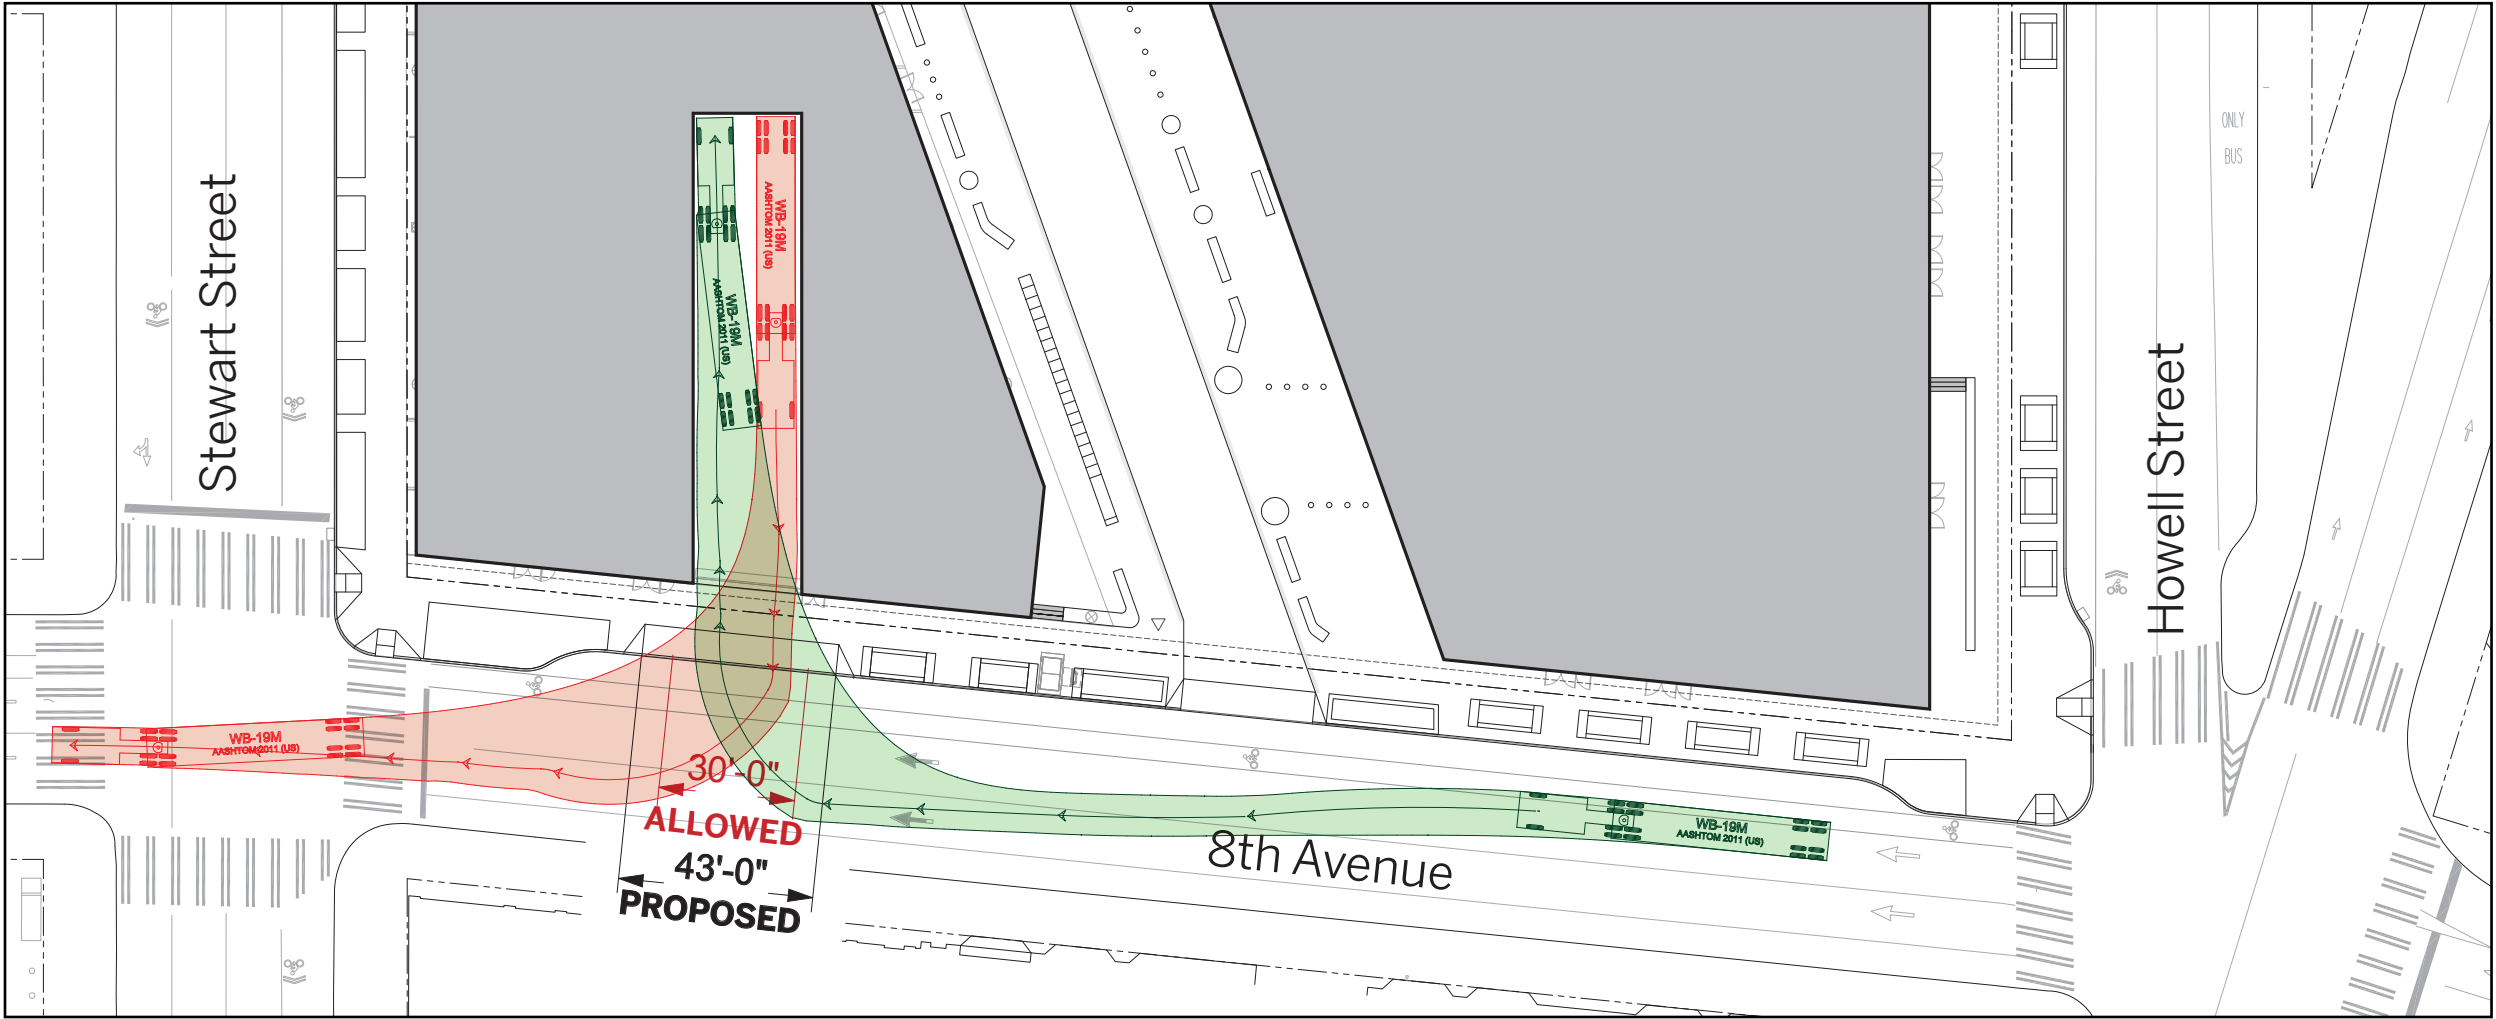 Stewart Street
WB-19M
AASHTOM 2011 (US)
WB-19M
AASHTOM 2011 (US)
ONLY
BUS
Howell Street
WB-19M
AASHTOM 2011 (US)
30'-0"
ALLOWED
43'-0"
PROPOSED
8th Avenue
WB-19M
AASHTOM 2011 (US)